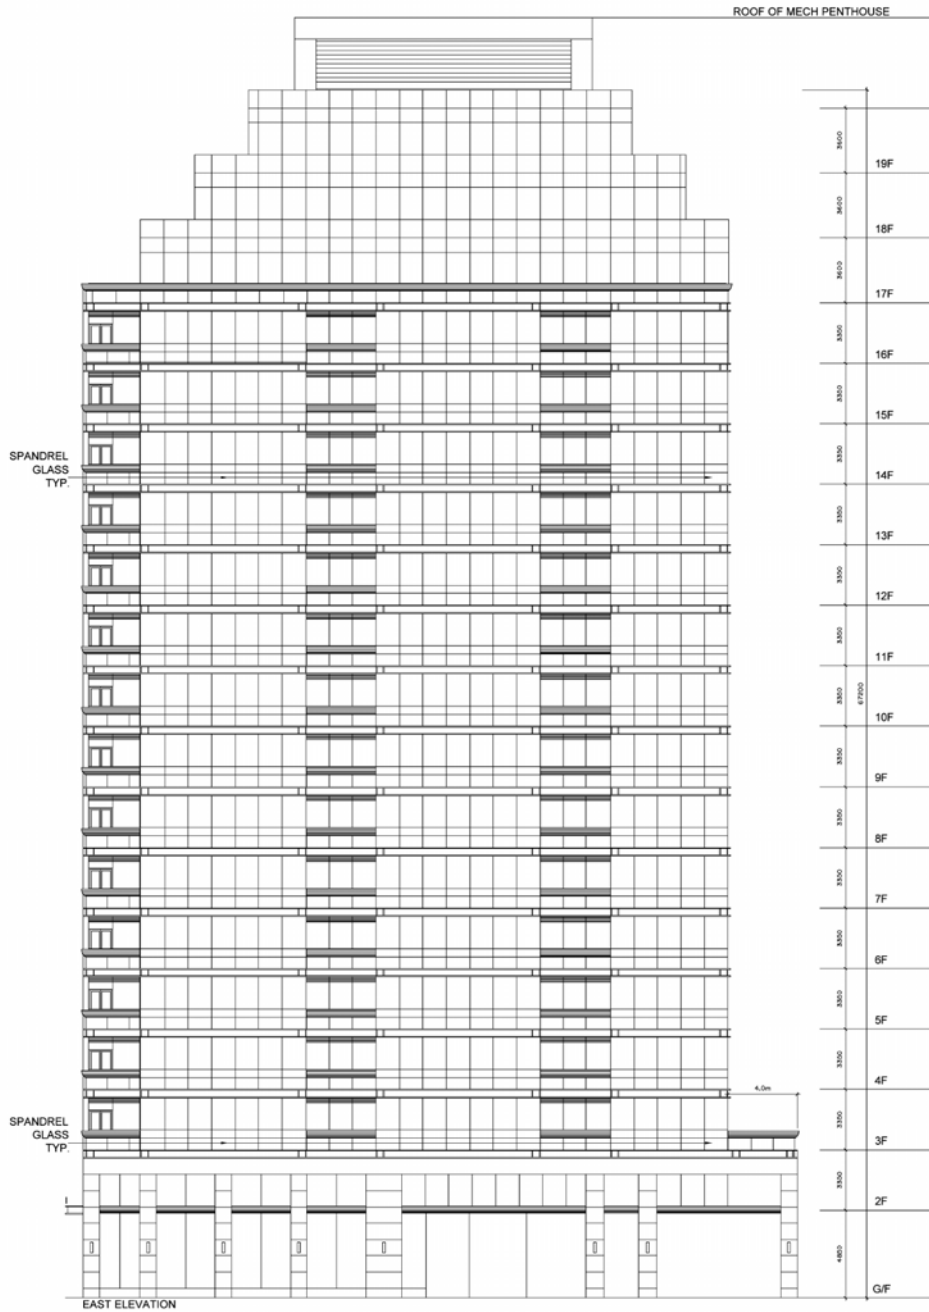 ROOF OF MECH PENTHOUSE
3600
19F
3600
18F
3600
17F
3350
16F
3350
15F
3350
SPANDREL
GLASS
TYP.
14F
3350
13F
3350
12F
3350
11F
3350
67200
10F
3350
9F
3350
8F
3350
7F
3350
6F
3350
5F
3350
4F
4.0m
3350
SPANDREL
GLASS
TYP.
3F
3350
2F
4800
G/F
EAST ELEVATION